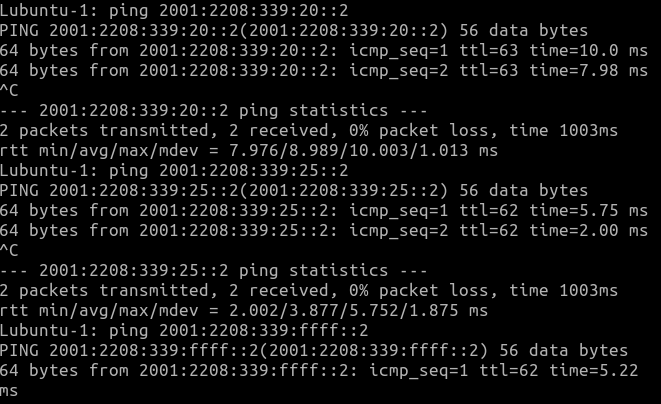 Lubuntu-1: ping 2001:2208:339:20::2
PING 2001:2208:339:20::2(2001:2208:339:20::2) 56 data bytes
64 bytes from 2001:2208:339:20::2: icmp_seq=1 ttl=63 time=10.0 ms
64 bytes from 2001:2208:339:20::2: icmp_seq=2 ttl=63 time=7.98 ms
^C
--- 2001:2208:339:20::2 ping statistics ---
2 packets transmitted, 2 received, 0% packet loss, time 1003ms
rtt min/avg/max/mdev = 7.976/8.989/10.003/1.013 ms
Lubuntu-1: ping 2001:2208:339:25::2
PING 2001:2208:339:25::2(2001:2208:339:25::2) 56 data bytes
64 bytes from 2001:2208:339:25::2: icmp_seq=1 ttl=62 time=5.75 ms
64 bytes from 2001:2208:339:25::2: icmp_seq=2 ttl=62 time=2.00 ms
^C
--- 2001:2208:339:25::2 ping statistics ---
2 packets transmitted, 2 received, 0% packet loss, time 1003ms
rtt min/avg/max/mdev = 2.002/3.877/5.752/1.875 ms
Lubuntu-1: ping 2001:2208:339:ffff::2
PING 2001:2208:339:ffff::2(2001:2208:339:ffff::2) 56 data bytes
64 bytes from 2001:2208:339:ffff::2: icmp_seq=1 ttl=62 time=5.22
ms